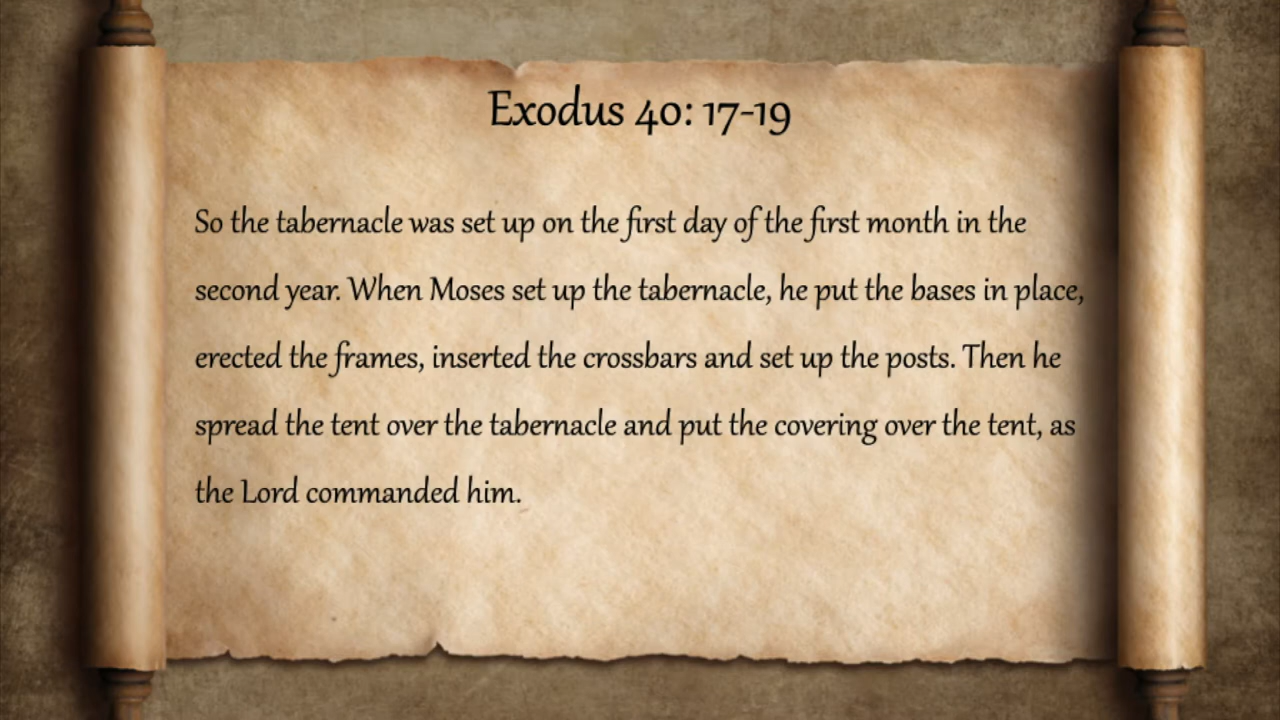 Exodus 40: 17-19
So the tabernacle was set up on the first day of the first month in the
second year. When Moses set up the tabernacle, he put the bases in place,
erected the frames, inserted the crossbars and set up the posts. Then he
spread the tent over the tabernacle and put the covering over the tent, as
the Lord commanded him.